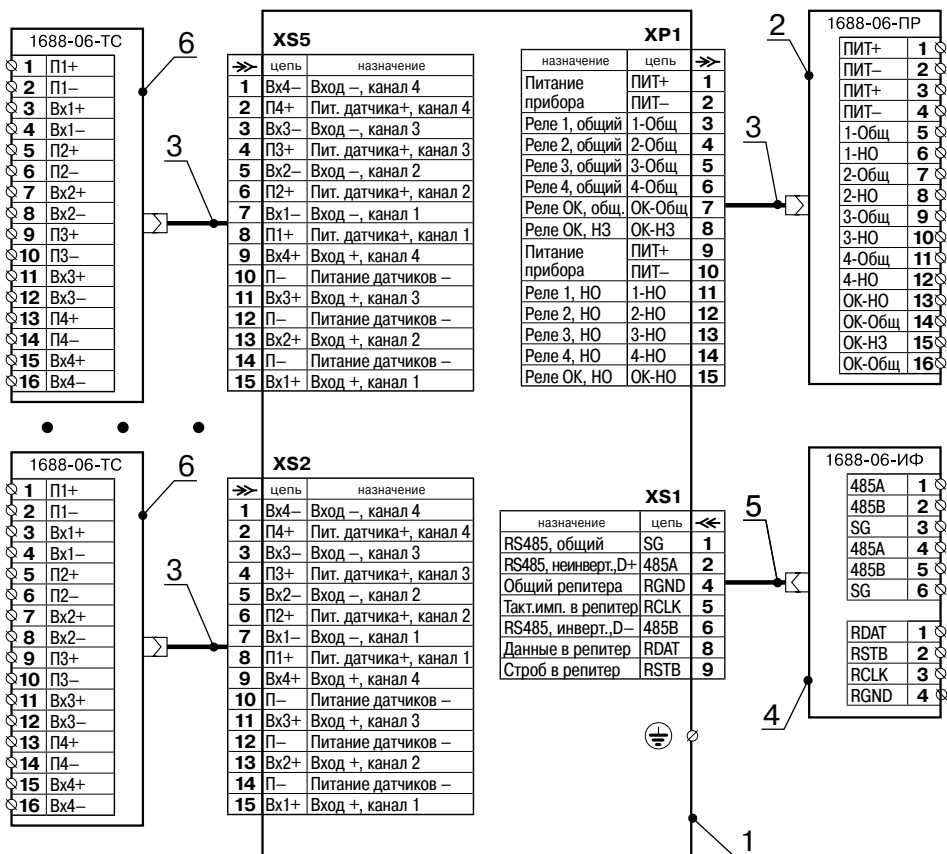 1688-06-ТС
1 П1+
2 П1–
3 Вх1+
4 Вх1–
5 П2+
6 П2–
7 Вх2+
8 Вх2–
9 П3+
10 П3–
11 Вх3+
12 Вх3–
13 П4+
14 П4–
15 Вх4+
16 Вх4–
6
3
XS5
цепь назначение
1 Вх4– Вход –, канал 4
2 П4+ Пит. датчика+, канал 4
3 Вх3– Вход –, канал 3
4 П3+ Пит. датчика+, канал 3
5 Вх2– Вход –, канал 2
6 П2+ Пит. датчика+, канал 2
7 Вх1– Вход –, канал 1
8 П1+ Пит. датчика+, канал 1
9 Вх4+ Вход +, канал 4
10 П– Питание датчиков –
11 Вх3+ Вход +, канал 3
12 П– Питание датчиков –
13 Вх2+ Вход +, канал 2
14 П– Питание датчиков –
15 Вх1+ Вход +, канал 1
XP1
назначение цепь
Питание прибора ПИТ+ 1
ПИТ– 2
Реле 1, общий 1-Общ 3
Реле 2, общий 2-Общ 4
Реле 3, общий 3-Общ 5
Реле 4, общий 4-Общ 6
Реле ОК, общ. ОК-Общ 7
Реле ОК, НЗ ОК-НЗ 8
Питание прибора ПИТ+ 9
ПИТ– 10
Реле 1, НО 1-НО 11
Реле 2, НО 2-НО 12
Реле 3, НО 3-НО 13
Реле 4, НО 4-НО 14
Реле ОК, НО ОК-НО 15
2
3
1688-06-ПР
ПИТ+ 1
ПИТ– 2
ПИТ+ 3
ПИТ– 4
1-Общ 5
1-НО 6
2-Общ 7
2-НО 8
3-Общ 9
3-НО 10
4-Общ 11
4-НО 12
ОК-НО 13
ОК-Общ 14
ОК-НЗ 15
ОК-Общ 16
1688-06-ТС
1 П1+
2 П1–
3 Вх1+
4 Вх1–
5 П2+
6 П2–
7 Вх2+
8 Вх2–
9 П3+
10 П3–
11 Вх3+
12 Вх3–
13 П4+
14 П4–
15 Вх4+
16 Вх4–
6
3
XS2
цепь назначение
1 Вх4– Вход –, канал 4
2 П4+ Пит. датчика+, канал 4
3 Вх3– Вход –, канал 3
4 П3+ Пит. датчика+, канал 3
5 Вх2– Вход –, канал 2
6 П2+ Пит. датчика+, канал 2
7 Вх1– Вход –, канал 1
8 П1+ Пит. датчика+, канал 1
9 Вх4+ Вход +, канал 4
10 П– Питание датчиков –
11 Вх3+ Вход +, канал 3
12 П– Питание датчиков –
13 Вх2+ Вход +, канал 2
14 П– Питание датчиков –
15 Вх1+ Вход +, канал 1
XS1
назначение цепь
RS485, общий SG 1
RS485, неинверт.,D+ 485A 2
Общий репитера RGND 4
Такт.имп. в репитер RCLK 5
RS485, инверт.,D– 485B 6
Данные в репитер RDAT 8
Строб в репитер RSTB 9
5
1688-06-ИФ
485A 1
485B 2
SG 3
485A 4
485B 5
SG 6
RDAT 1
RSTB 2
RCLK 3
RGND 4
4
1